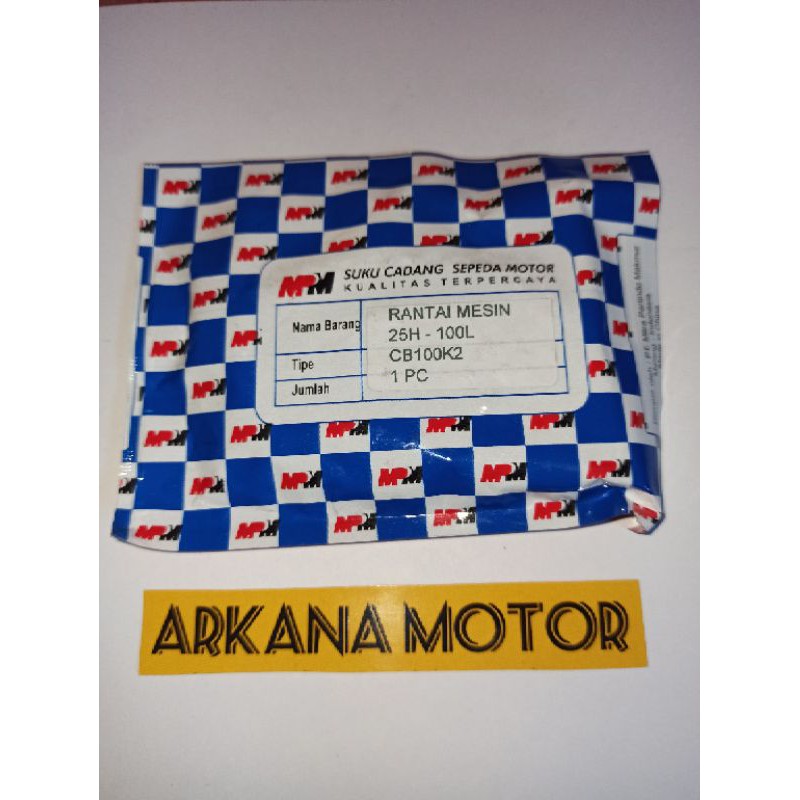 MPM SUKU CADANG SEPEDA MOTOR
KUALITAS TERPERCAYA
Nama Barang RANTAI MESIN
25H - 100L
Tipe CB100K2
Jumlah 1 PC
ARKANA MOTOR